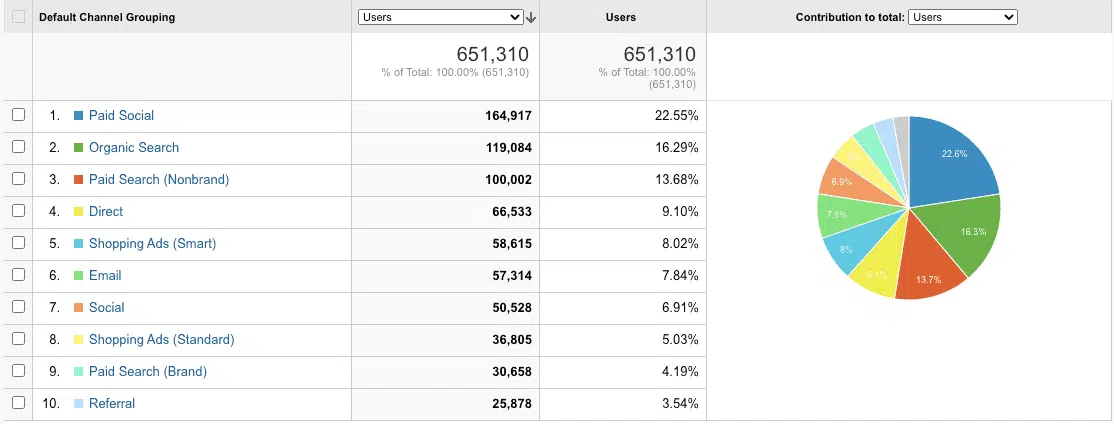 Default Channel Grouping Users Users Contribution to total: Users
651,310 651,310
% of Total: 100.00% (651,310) % of Total: 100.00%
(651,310)
1. Paid Social 164,917 22.55%
2. Organic Search 119,084 16.29%
3. Paid Search (Nonbrand) 100,002 13.68%
4. Direct 66,533 9.10%
5. Shopping Ads (Smart) 58,615 8.02%
6. Email 57,314 7.84%
7. Social 50,528 6.91%
8. Shopping Ads (Standard) 36,805 5.03%
9. Paid Search (Brand) 30,658 4.19%
10. Referral 25,878 3.54%
22.6%
16.3%
13.7%
8%
7.8%
6.9%